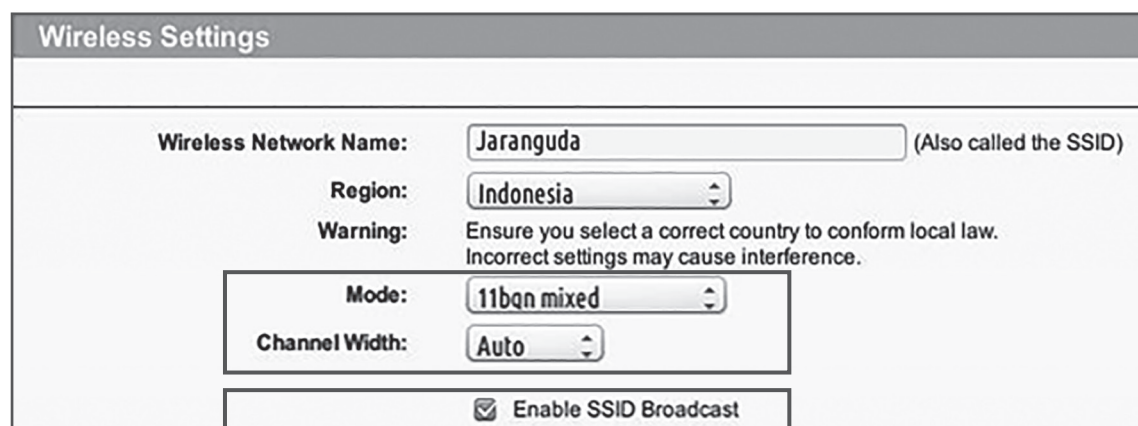 Wireless Settings
Wireless Network Name: Jaranguda (Also called the SSID)
Region: Indonesia
Warning: Ensure you select a correct country to conform local law.
Incorrect settings may cause interference.
Mode: 11bgn mixed
Channel Width: Auto
Enable SSID Broadcast